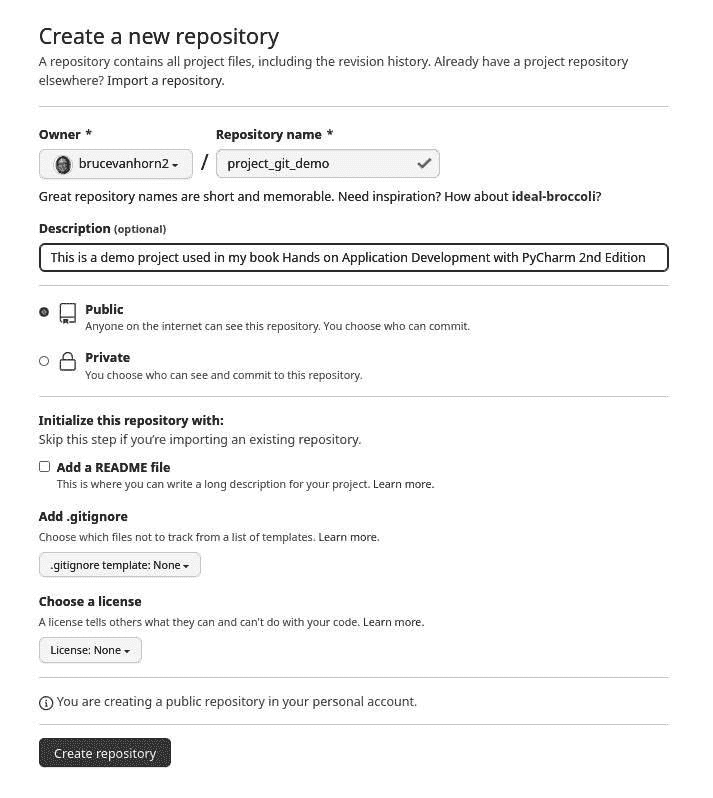 Create a new repository
A repository contains all project files, including the revision history. Already have a project repository
elsewhere? Import a repository.
Owner * Repository name *
brucevanhorn2 / project_git_demo
Great repository names are short and memorable. Need inspiration? How about ideal-broccoli?
Description (optional)
This is a demo project used in my book Hands on Application Development with PyCharm 2nd Edition
Public
Anyone on the internet can see this repository. You choose who can commit.
Private
You choose who can see and commit to this repository.
Initialize this repository with:
Skip this step if you’re importing an existing repository.
Add a README file
This is where you can write a long description for your project. Learn more.
Add .gitignore
Choose which files not to track from a list of templates. Learn more.
.gitignore template: None
Choose a license
A license tells others what they can and can't do with your code. Learn more.
License: None
You are creating a public repository in your personal account.
Create repository